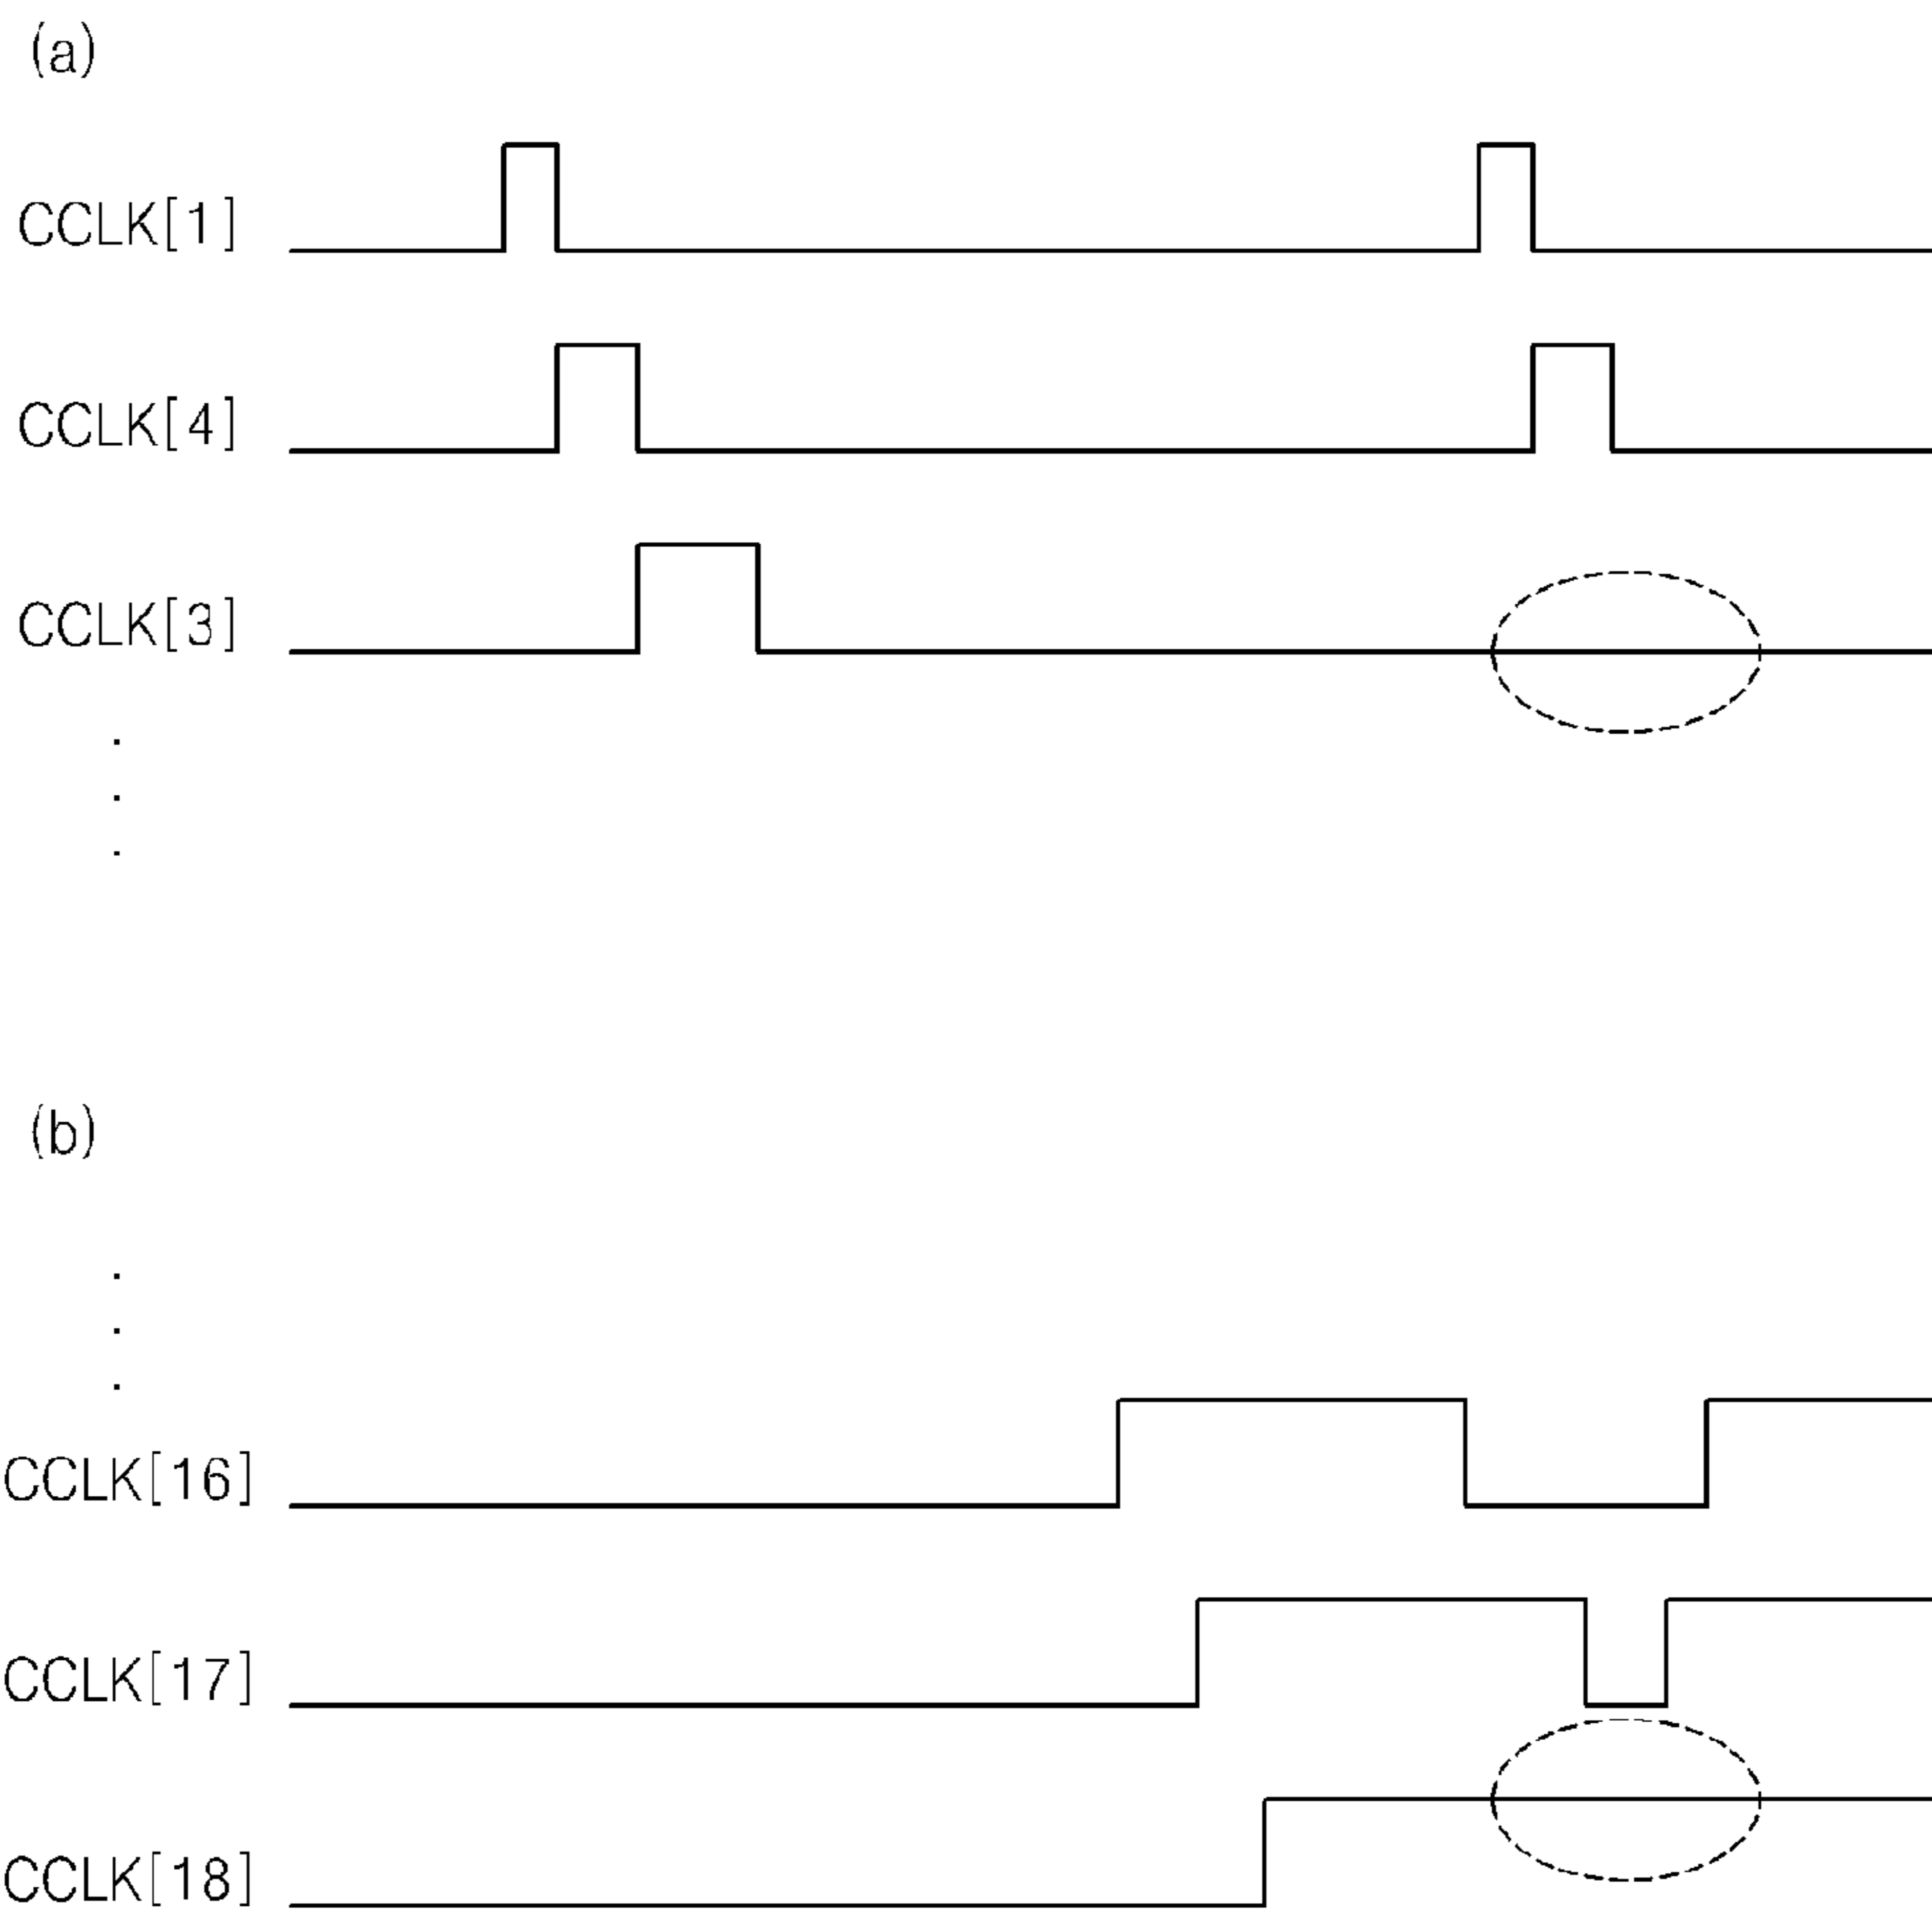 (a)
CCLK[1]
CCLK[4]
CCLK[3]
.
.
.
(b)
.
.
.
CCLK[16]
CCLK[17]
CCLK[18]